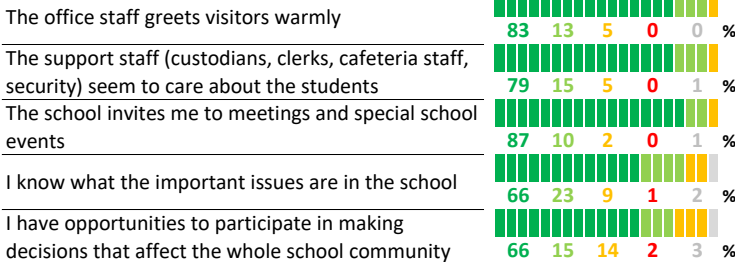 The office staff greets visitors warmly
83 13 5 0 0 %
The support staff (custodians, clerks, cafeteria staff,
security) seem to care about the students
79 15 5 0 1 %
The school invites me to meetings and special school
events
87 10 2 0 1 %
I know what the important issues are in the school
66 23 9 1 2 %
I have opportunities to participate in making
decisions that affect the whole school community
66 15 14 2 3 %